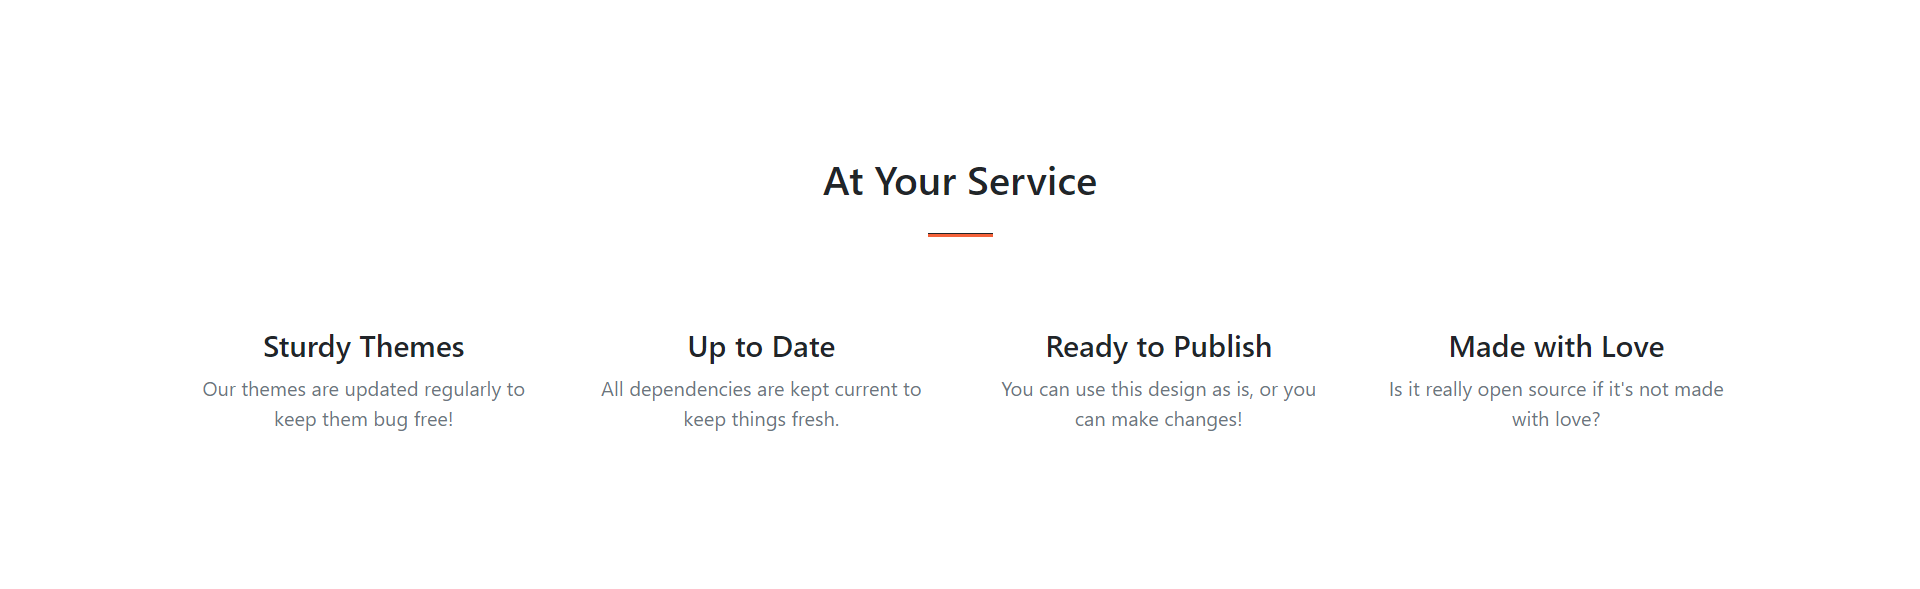 At Your Service
Sturdy Themes
Our themes are updated regularly to
keep them bug free!
Up to Date
All dependencies are kept current to
keep things fresh.
Ready to Publish
You can use this design as is, or you
can make changes!
Made with Love
Is it really open source if it's not made
with love?